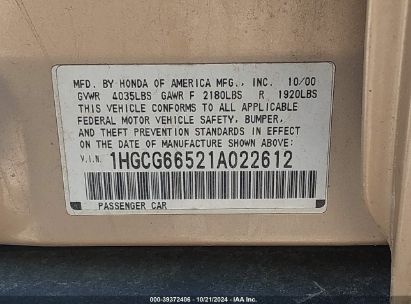 MFD. BY HONDA OF AMERICA MFG., INC. 10/00
GVWR 4035LBS GAWR F 2180LBS R 1920LBS
THIS VEHICLE CONFORMS TO ALL APPLICABLE
FEDERAL MOTOR VEHICLE SAFETY, BUMPER,
AND THEFT PREVENTION STANDARDS IN EFFECT
ON THE DATE OF MANUFACTURE SHOWN ABOVE:
V.I.N. 1HGCG66521A022612
PASSENGER CAR
000-39372406 - 10/21/2024 - IAA Corp.